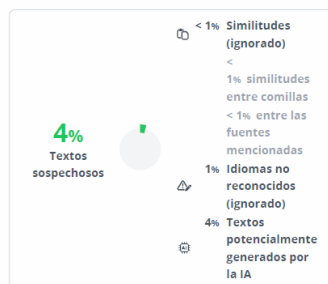 4%
Textos
sospechosos
< 1% Similitudes
(ignorado)
<
1% similitudes
entre comillas
< 1% entre las
fuentes
mencionadas
1% Idiomas no
reconocidos
(ignorado)
4% Textos
potencialmente
generados por
la IA